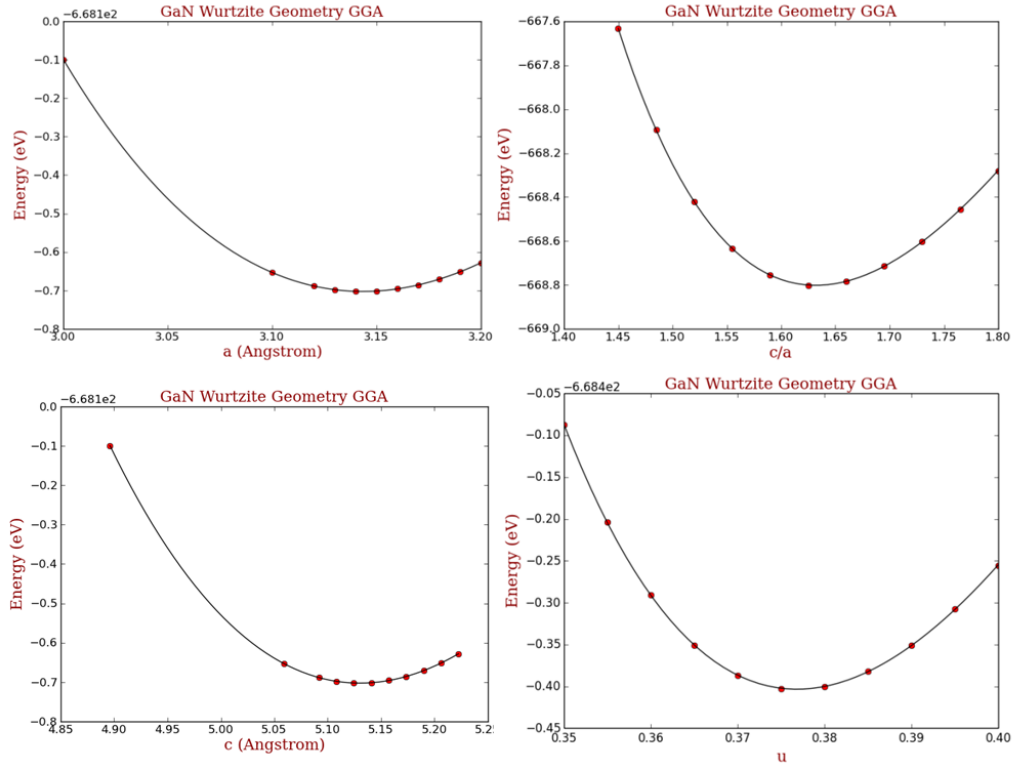 GaN Wurtzite Geometry GGA
−6.681e2
0.0
−0.1
−0.2
−0.3
−0.4
−0.5
−0.6
−0.7
−0.8
Energy (eV)
3.00 3.05 3.10 3.15 3.20
a (Angstrom)
GaN Wurtzite Geometry GGA
−667.6
−667.8
−668.0
−668.2
−668.4
−668.6
−668.8
−669.0
Energy (eV)
1.40 1.45 1.50 1.55 1.60 1.65 1.70 1.75 1.80
c/a
GaN Wurtzite Geometry GGA
−6.681e2
0.0
−0.1
−0.2
−0.3
−0.4
−0.5
−0.6
−0.7
−0.8
Energy (eV)
4.85 4.90 4.95 5.00 5.05 5.10 5.15 5.20
c (Angstrom)
GaN Wurtzite Geometry GGA
−6.684e2
−0.05
−0.10
−0.15
−0.20
−0.25
−0.30
−0.35
−0.40
−0.45
Energy (eV)
0.35 0.36 0.37 0.38 0.39 0.40
u